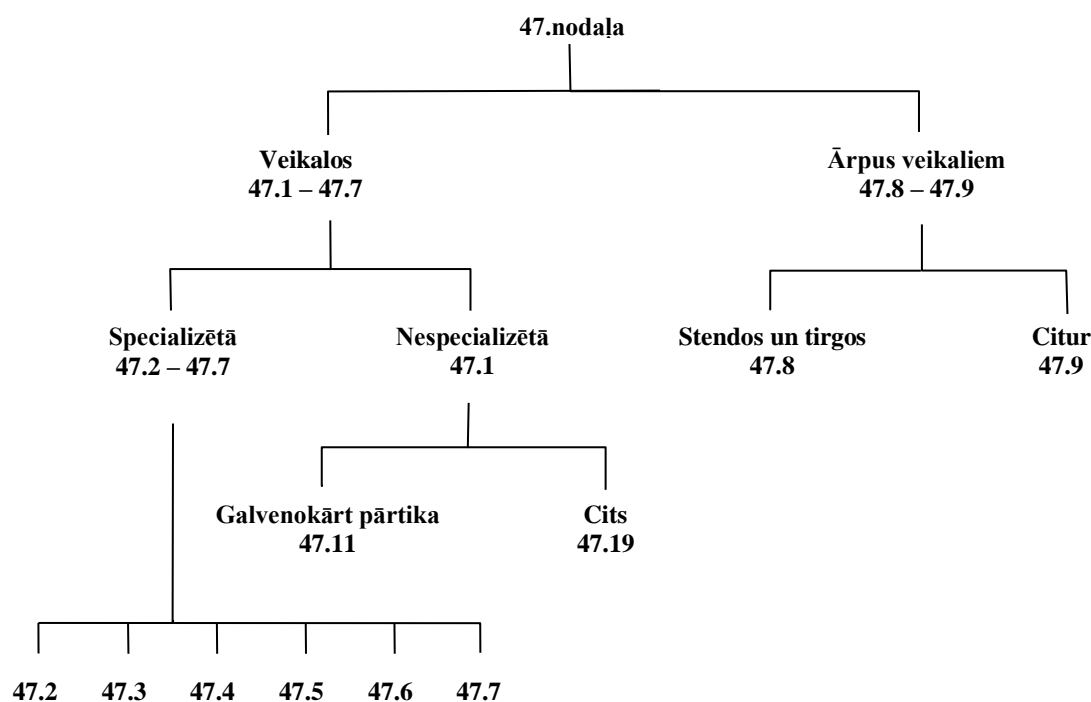 47.nodaļa
Veikalos
47.1 – 47.7
Ārpus veikaliem
47.8 – 47.9
Specializētā
47.2 – 47.7
Nespecializētā
47.1
Stendos un tirgos
47.8
Citur
47.9
Galvenokārt pārtika
47.11
Cits
47.19
47.2 47.3 47.4 47.5 47.6 47.7